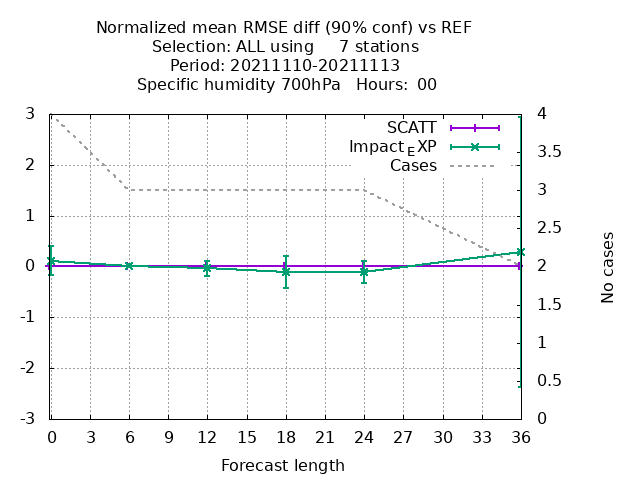 Normalized mean RMSE diff (90% conf) vs REF
Selection: ALL using 7 stations
Period: 20211110-20211113
Specific humidity 700hPa Hours: 00
SCATT
Impact_EXP
Cases
3
2
1
0
-1
-2
-3
4
3.5
3
2.5
2
1.5
1
0.5
0
No cases
0 3 6 9 12 15 18 21 24 27 30 33 36
Forecast length